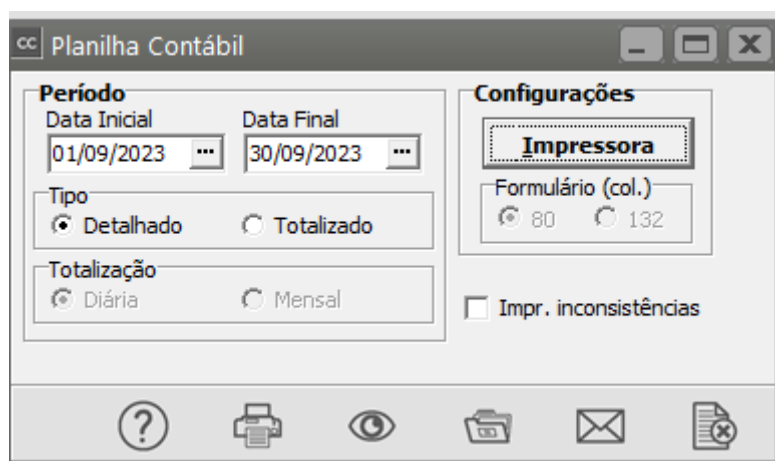 cc Planilha Contábil
Período
Data Inicial Data Final
01/09/2023 ... 30/09/2023 ...
Tipo
Detalhado Totalizado
Totalização
Diária Mensal
Configurações
Impressora
Formulário (col.)
80 132
Impr. inconsistências
?